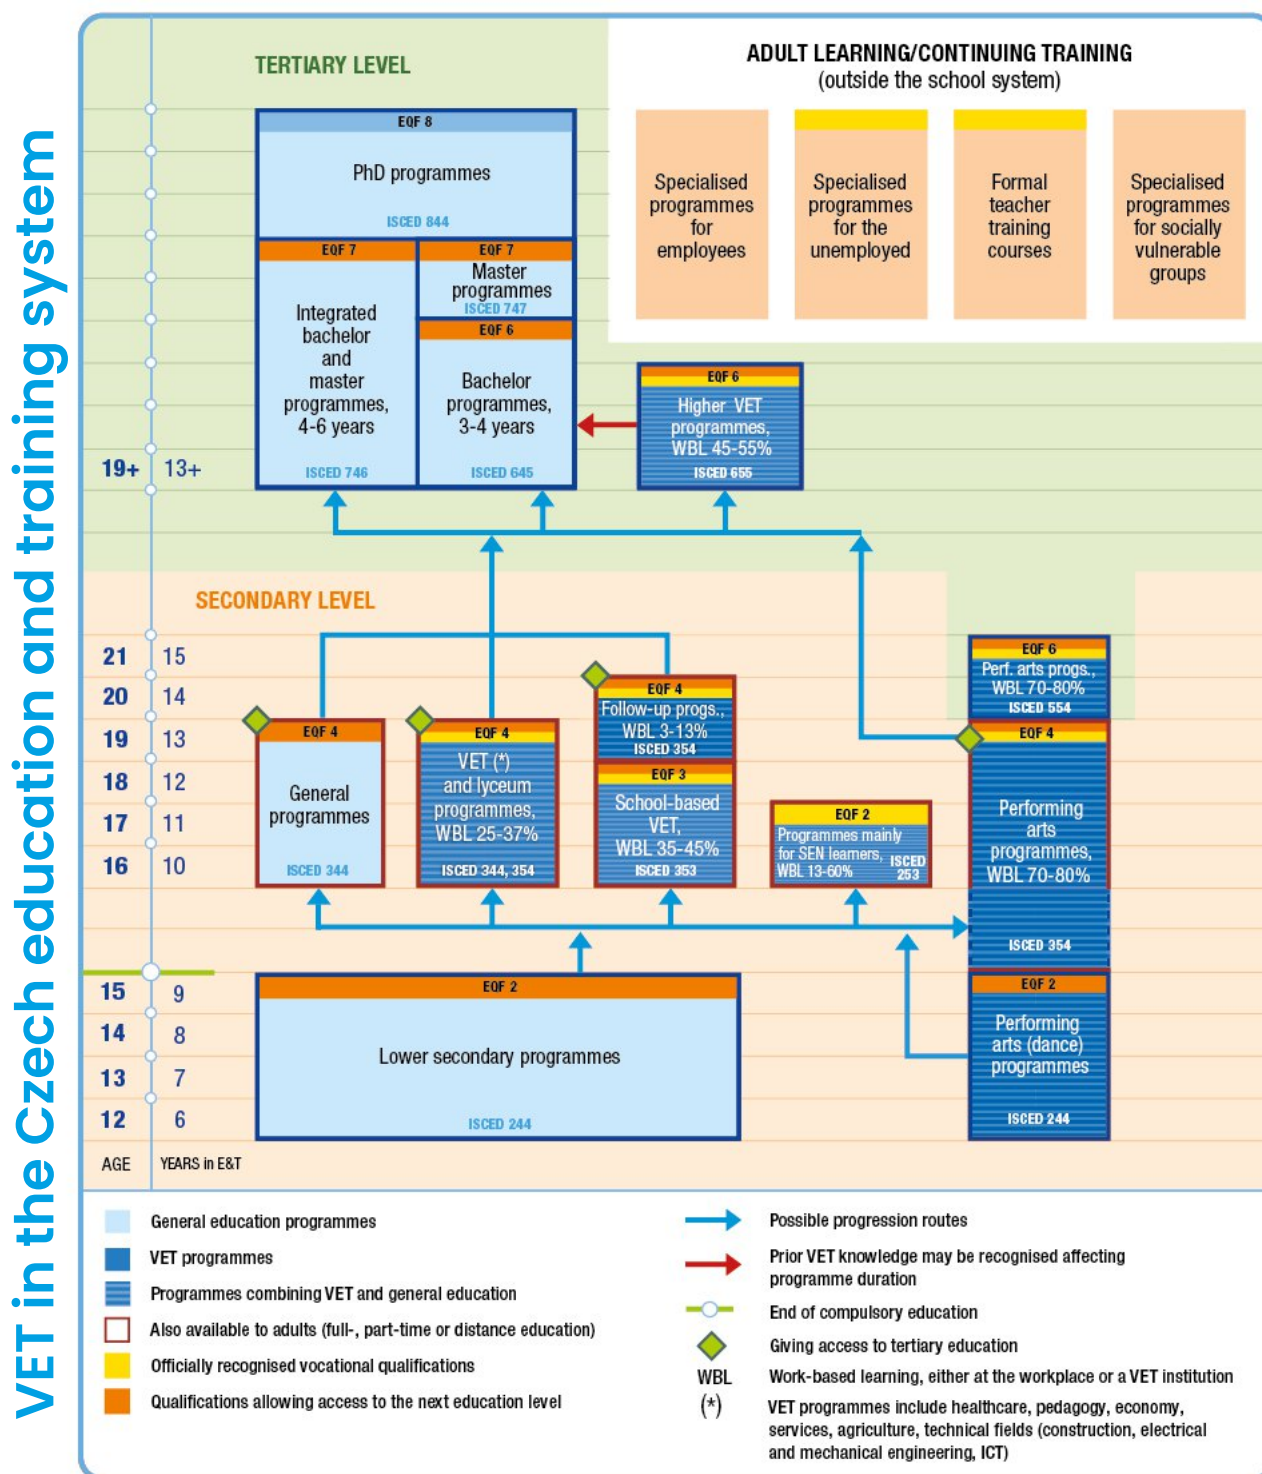 VET in the Czech education and training system
TERTIARY LEVEL
ADULT LEARNING/CONTINUING TRAINING
(outside the school system)
Specialised
programmes
for
employees
Specialised
programmes
for the
unemployed
Formal
teacher
training
courses
Specialised
programmes
for socially
vulnerable
groups
EQF 8
PhD programmes
ISCED 844
EQF 7
Integrated
bachelor
and
master
programmes,
4-6 years
ISCED 746
EQF 7
Master
programmes
ISCED 747
EQF 6
Bachelor
programmes,
3-4 years
ISCED 645
EQF 6
Higher VET
programmes,
WBL 45-55%
ISCED 655
19+ 13+
SECONDARY LEVEL
21 15
20 14
19 13
18 12
17 11
16 10
15 9
14 8
13 7
12 6
AGE YEARS in E&T
EQF 4
General
programmes
ISCED 344
EQF 4
VET (*)
and lyceum
programmes,
WBL 25-37%
ISCED 344, 354
EQF 4
Follow-up progs.,
WBL 3-13%
ISCED 354
EQF 3
School-based
VET,
WBL 35-45%
ISCED 353
EQF 2
Programmes mainly
for SEN learners,
WBL 13-60%
ISCED
253
EQF 6
Perf. arts progs.,
WBL 70-80%
ISCED 554
EQF 4
Performing
arts
programmes,
WBL 70-80%
ISCED 354
EQF 2
Performing
arts (dance)
programmes
ISCED 244
EQF 2
Lower secondary programmes
ISCED 244
General education programmes
VET programmes
Programmes combining VET and general education
Also available to adults (full-, part-time or distance education)
Officially recognised vocational qualifications
Qualifications allowing access to the next education level
Possible progression routes
Prior VET knowledge may be recognised affecting
programme duration
End of compulsory education
Giving access to tertiary education
WBL Work-based learning, either at the workplace or a VET institution
(*) VET programmes include healthcare, pedagogy, economy,
services, agriculture, technical fields (construction, electrical
and mechanical engineering, ICT)